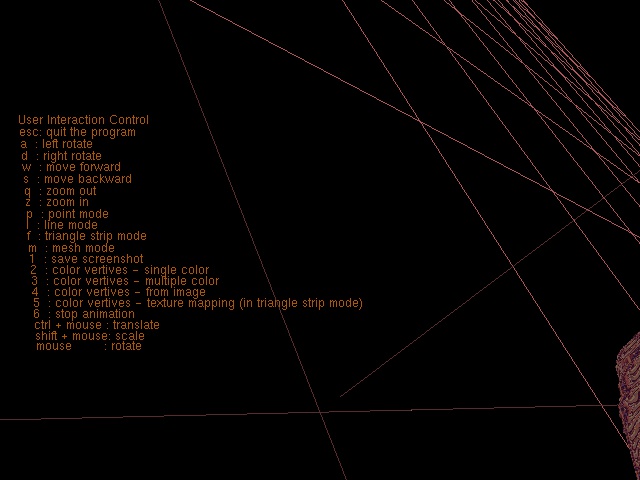 User Interaction Control
esc: quit the program
a : left rotate
d : right rotate
w : move forward
s : move backward
q : zoom out
z : zoom in
p : point mode
l : line mode
f : triangle strip mode
m : mesh mode
1 : save screenshot
2 : color vertives - single color
3 : color vertives - multiple color
4 : color vertives - from image
5 : color vertives - texture mapping (in triangle strip mode)
6 : stop animation
ctrl + mouse : translate
shift + mouse: scale
mouse : rotate